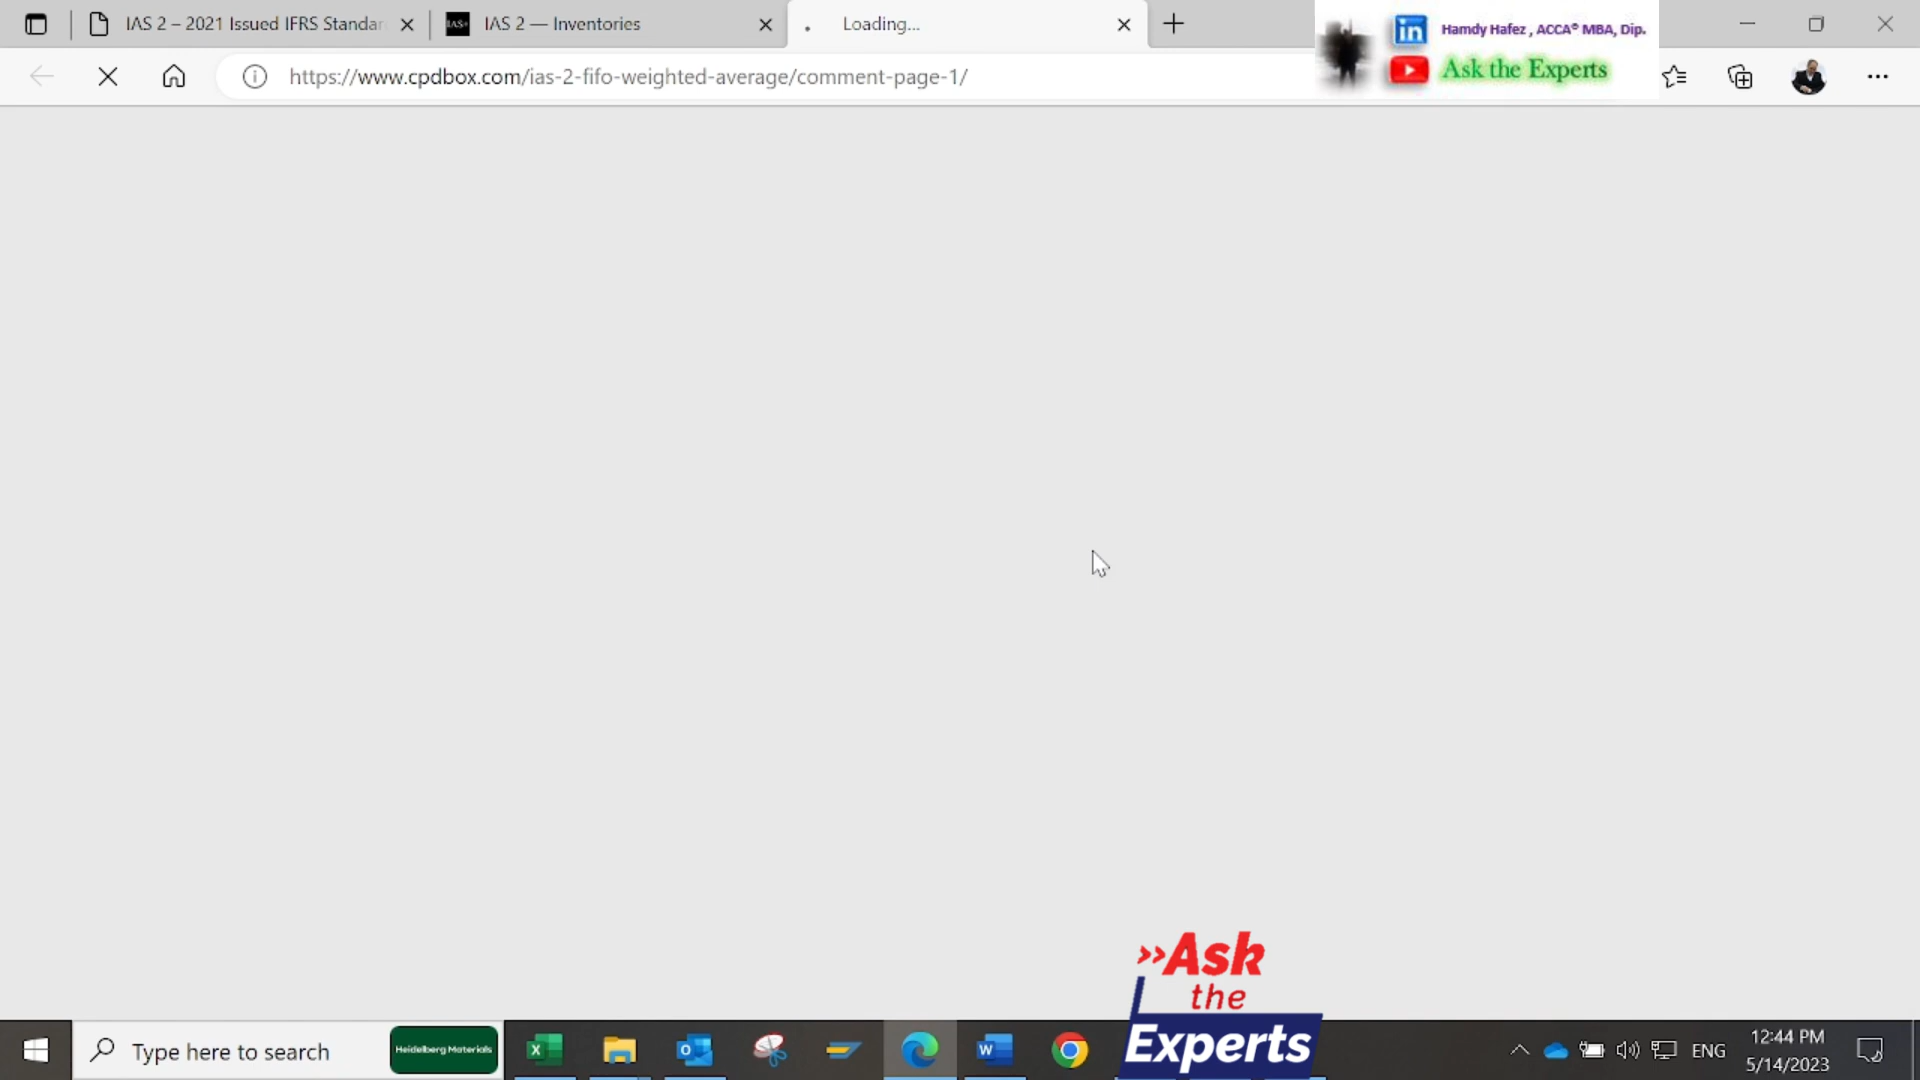 IAS 2 – 2021 Issued IFRS Standar
IAS 2 — Inventories
Loading...
Hamdy Hafez , ACCA® MBA, Dip.
Ask the Experts
https://www.cpdbox.com/ias-2-fifo-weighted-average/comment-page-1/
»Ask
the
Experts
Type here to search
Heidelberg Materials
ENG
12:44 PM
5/14/2023